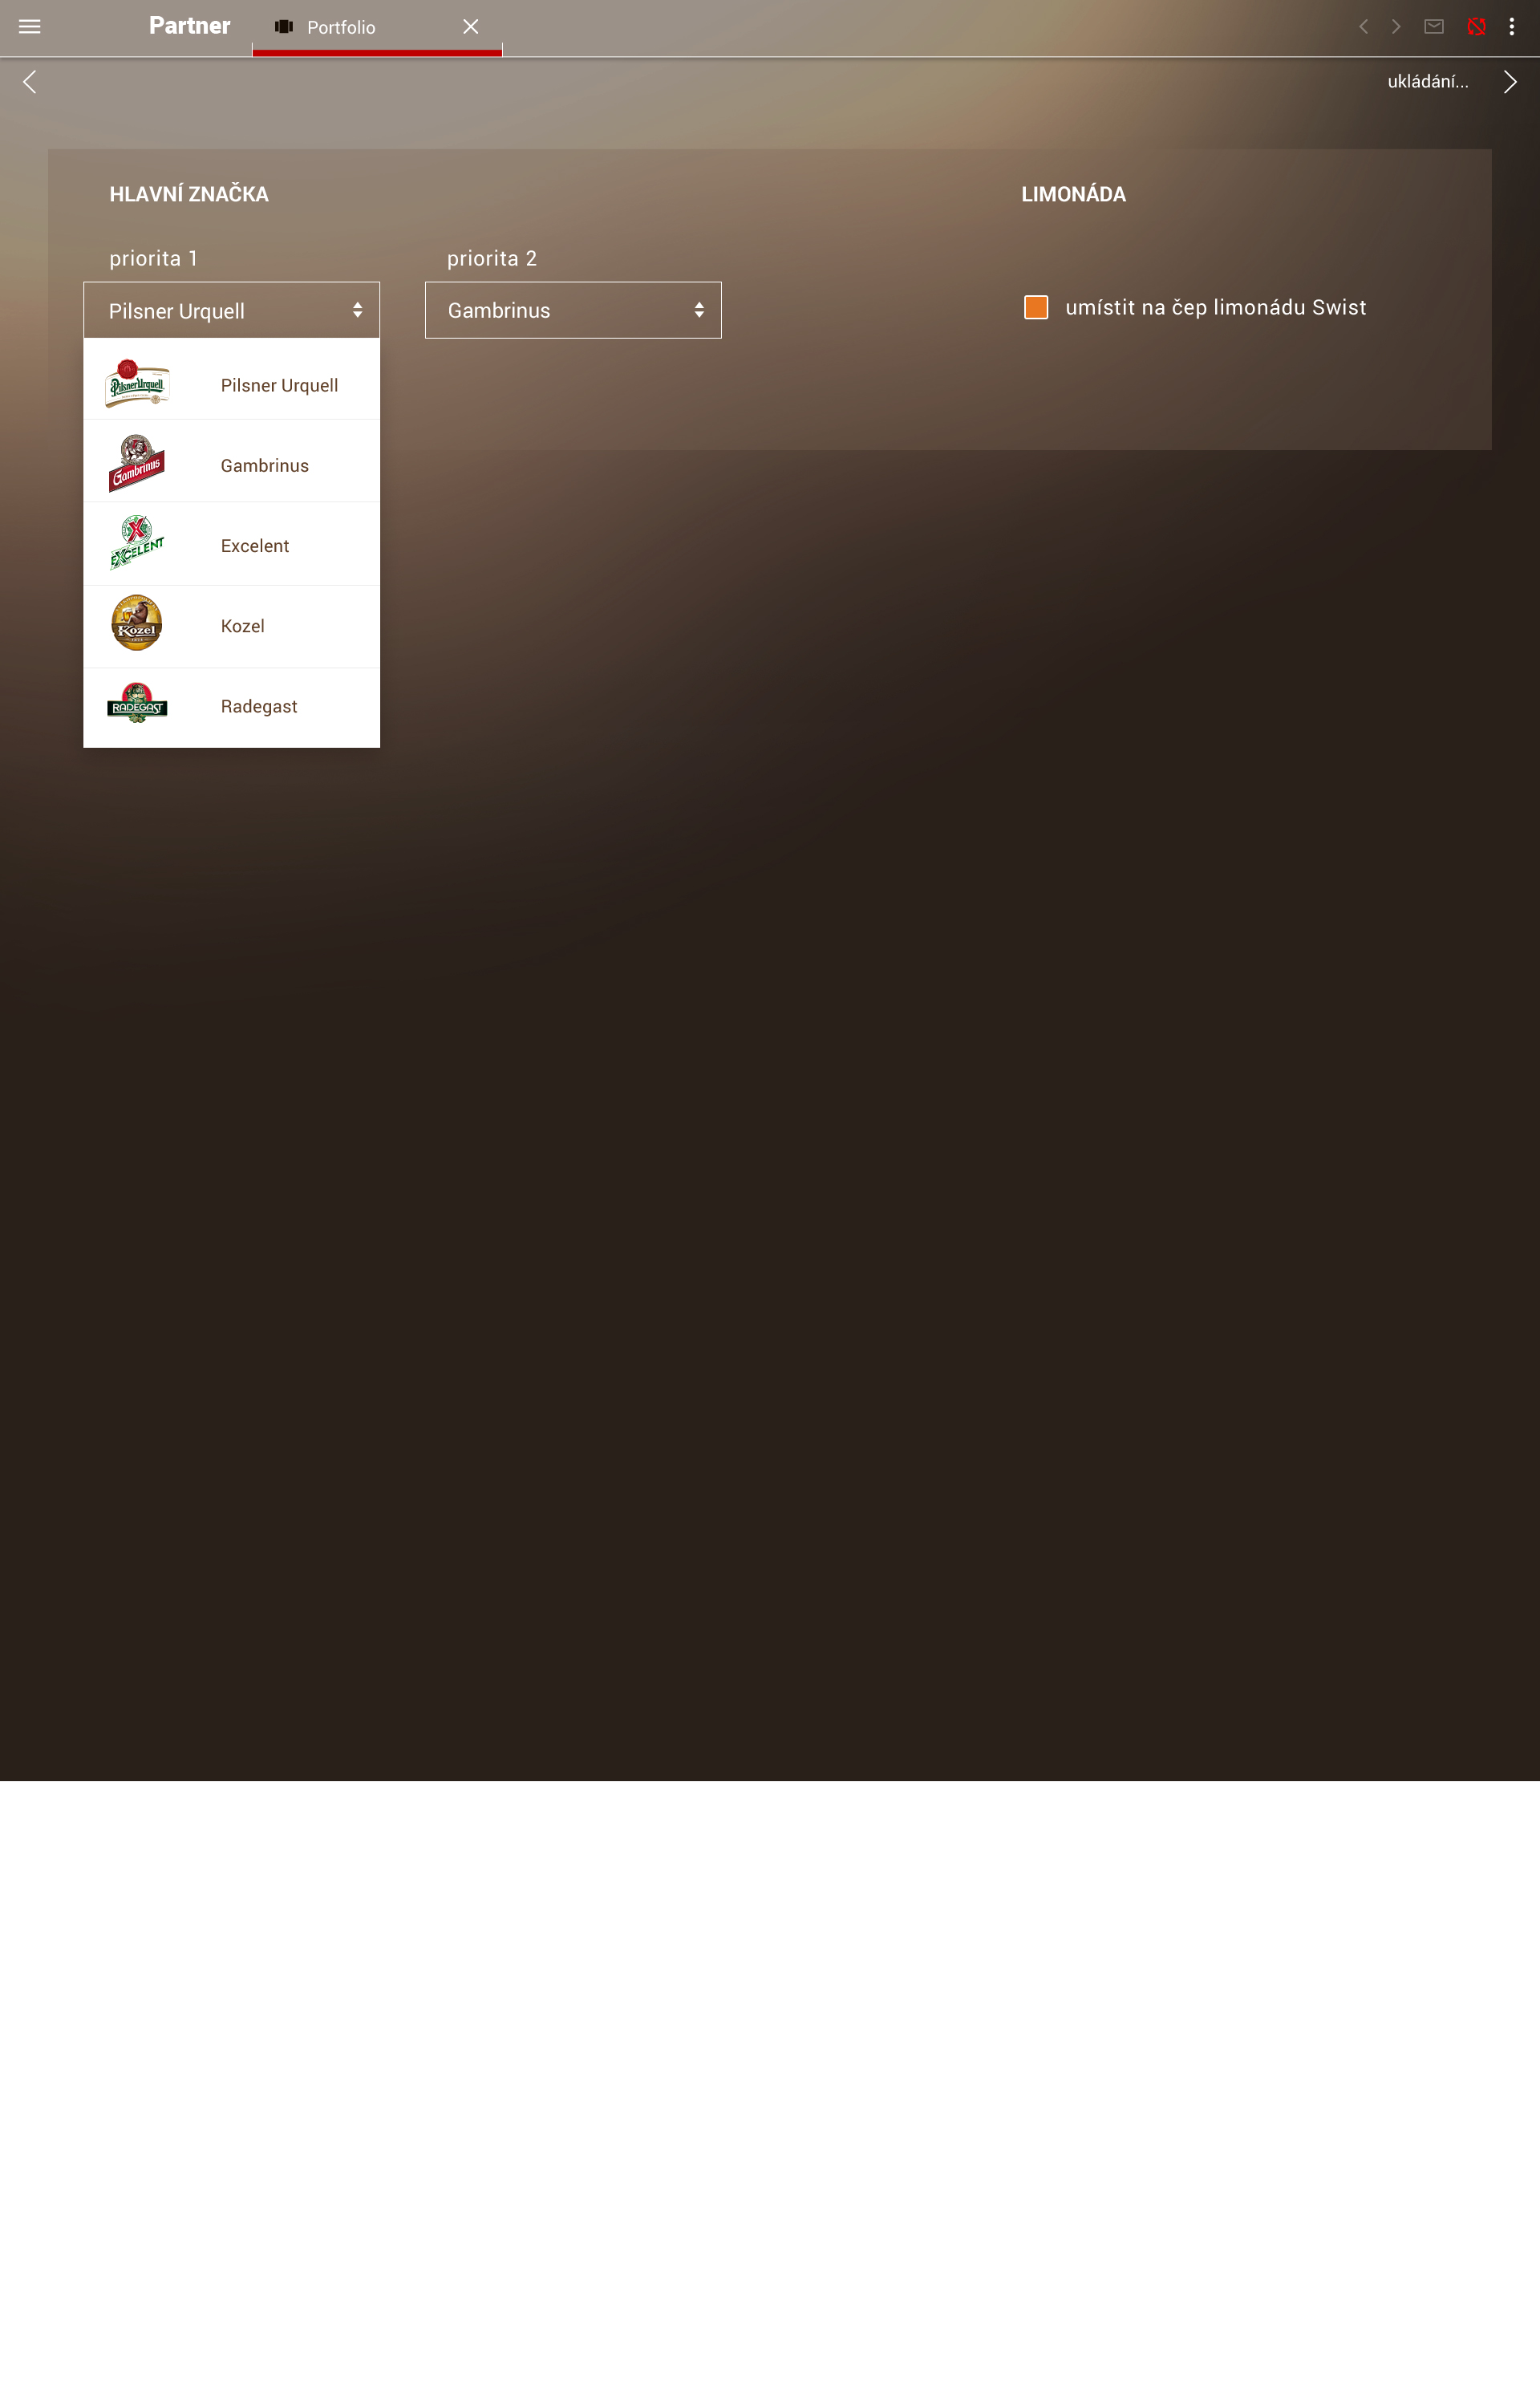 Partner
Portfolio
ukládání...
HLAVNÍ ZNAČKA
LIMONÁDA
priorita 1
priorita 2
Pilsner Urquell
Gambrinus
umístit na čep limonádu Swist
Pilsner Urquell
Pilsner Urquell
Gambrinus
Gambrinus
EXCELENT
Excelent
Kozel
Kozel
RADEGAST
Radegast